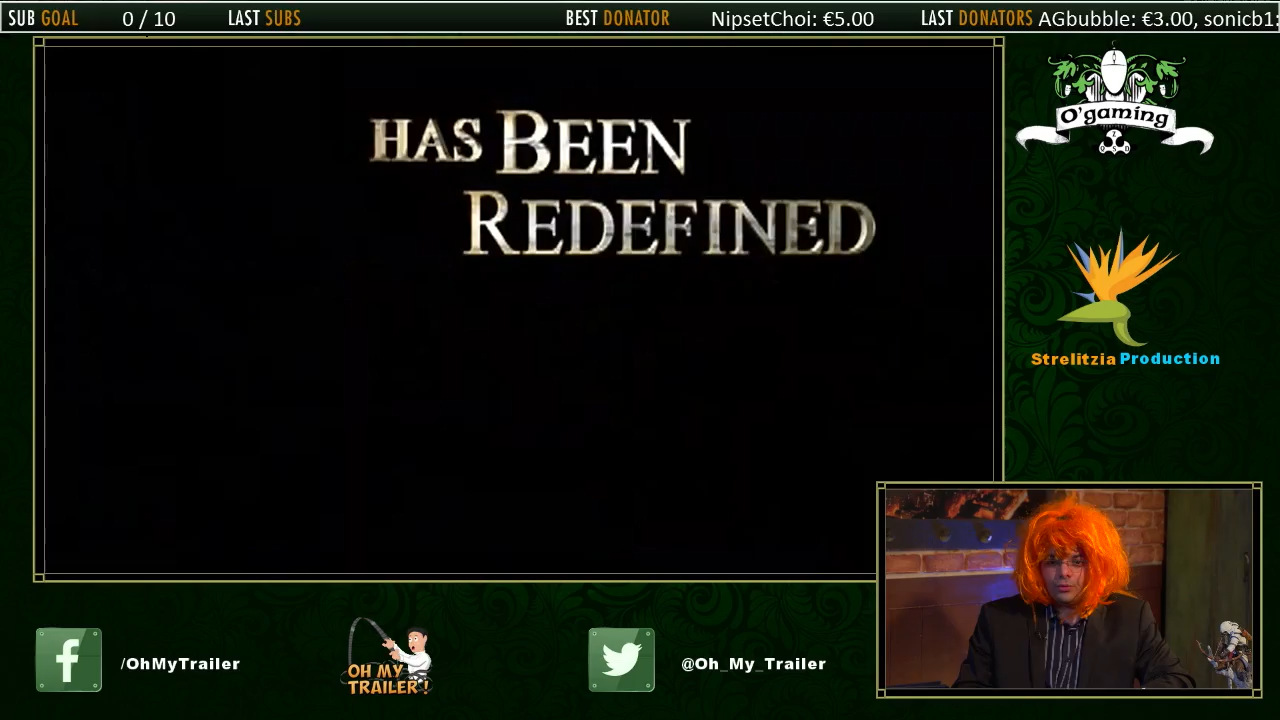 SUB GOAL 0 / 10 LAST SUBS BEST DONATOR NipsetChoi: €5.00 LAST DONATORS AGbubble: €3.00, sonicb1:
HAS BEEN
REDEFINED
O'gaming
Strelitzia Production
/OhMyTrailer
OH MY
TRAILER !
@Oh_My_Trailer